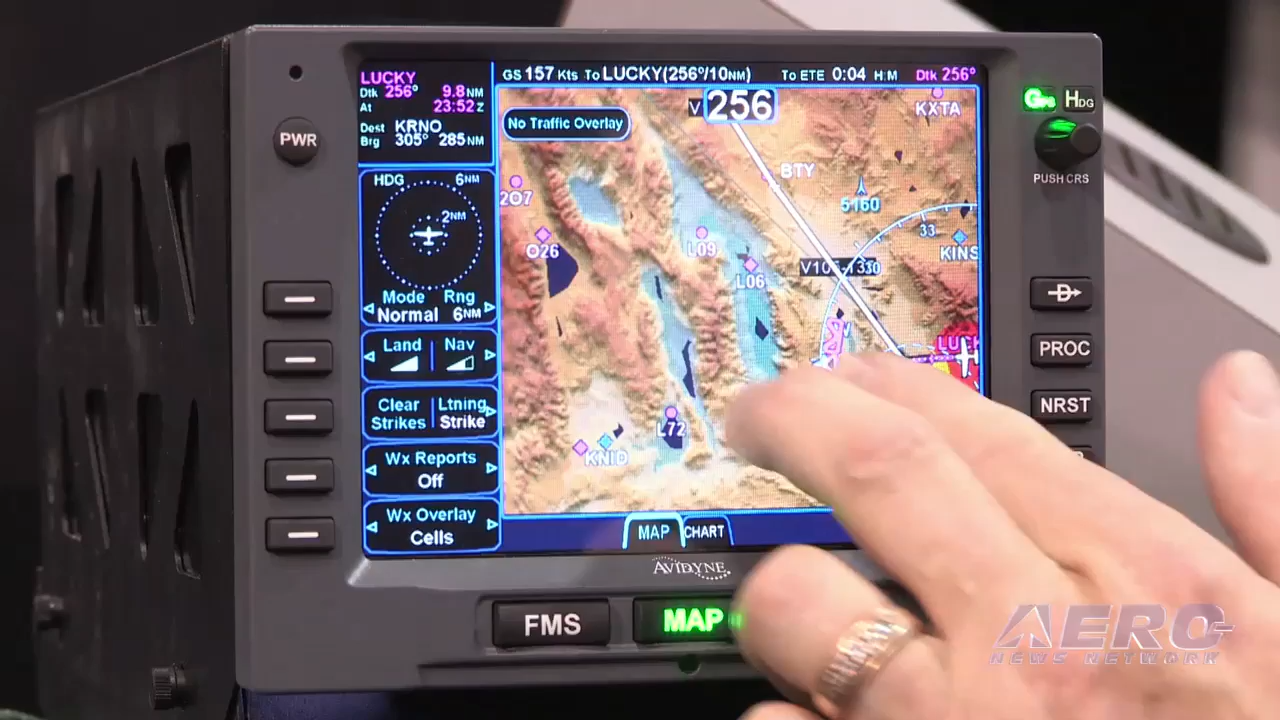 LUCKY
Dtk 256° 9.8NM
At 23:52z
Dest KRNO
Brg 305° 285NM
GS 157 Kts To LUCKY(256°/10NM) To ETE 0:04 H:M Dtk 256°
No Traffic Overlay
V 256
KXTA
BTY
5160
2O7
O26
L09
L06
33
KINS
L72
KNID
HDG 6NM
2NM
Mode Rng
Normal 6NM
Land Nav
Clear Ltning
Strikes Strike
Wx Reports
Off
Wx Overlay
Cells
MAP CHART
AVIDYNE
PWR
Gps HDG
PUSH CRS
D
PROC
NRST
FMS MAP
AERO
NEWS NETWORK